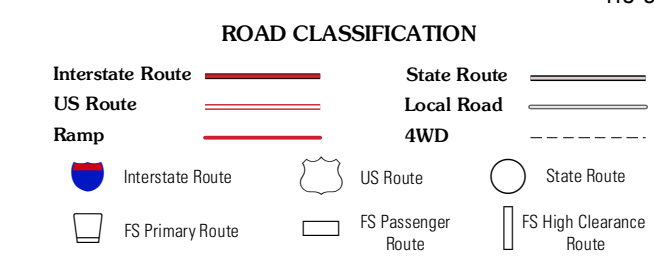 ROAD CLASSIFICATION
Interstate Route State Route
US Route Local Road
Ramp 4WD
Interstate Route US Route State Route
FS Primary Route FS Passenger Route FS High Clearance Route